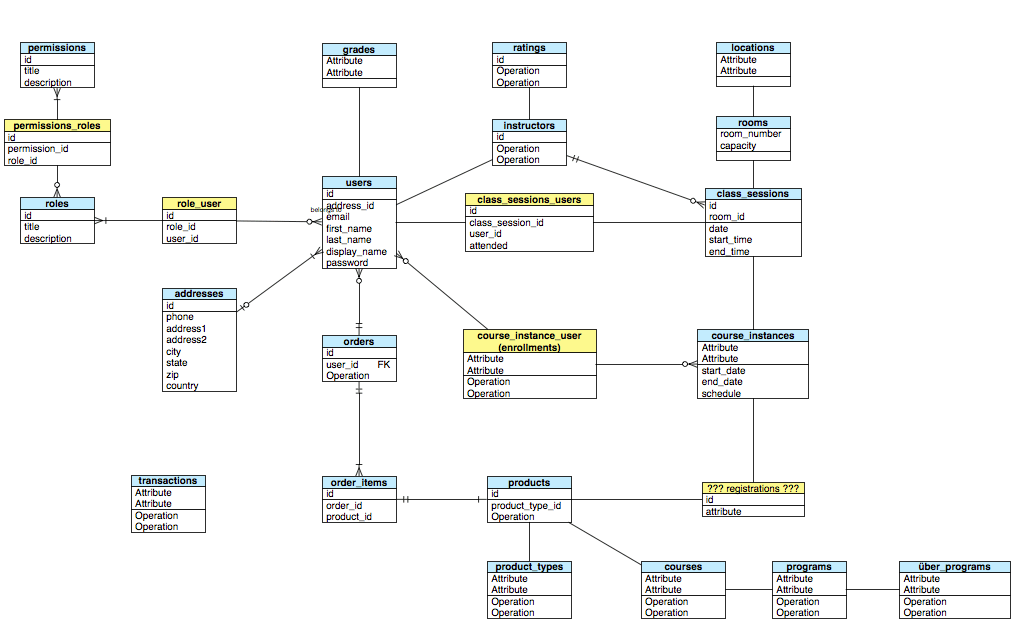 permissions
id
title
description
grades
Attribute
Attribute
ratings
id
Operation
Operation
locations
Attribute
Attribute
permissions_roles
id
permission_id
role_id
instructors
id
Operation
Operation
rooms
room_number
capacity
roles
id
title
description
role_user
id
role_id
user_id
users
id
address_id
belongs to
email
first_name
last_name
display_name
password
class_sessions_users
id
class_session_id
user_id
attended
class_sessions
id
room_id
date
start_time
end_time
addresses
id
phone
address1
address2
city
state
zip
country
orders
id
user_id FK
Operation
course_instance_user
(enrollments)
Attribute
Attribute
Operation
Operation
course_instances
Attribute
Attribute
start_date
end_date
schedule
transactions
Attribute
Attribute
Operation
Operation
order_items
id
order_id
product_id
products
id
product_type_id
Operation
??? registrations ???
id
attribute
product_types
Attribute
Attribute
Operation
Operation
courses
Attribute
Attribute
Operation
Operation
programs
Attribute
Attribute
Operation
Operation
über_programs
Attribute
Attribute
Operation
Operation